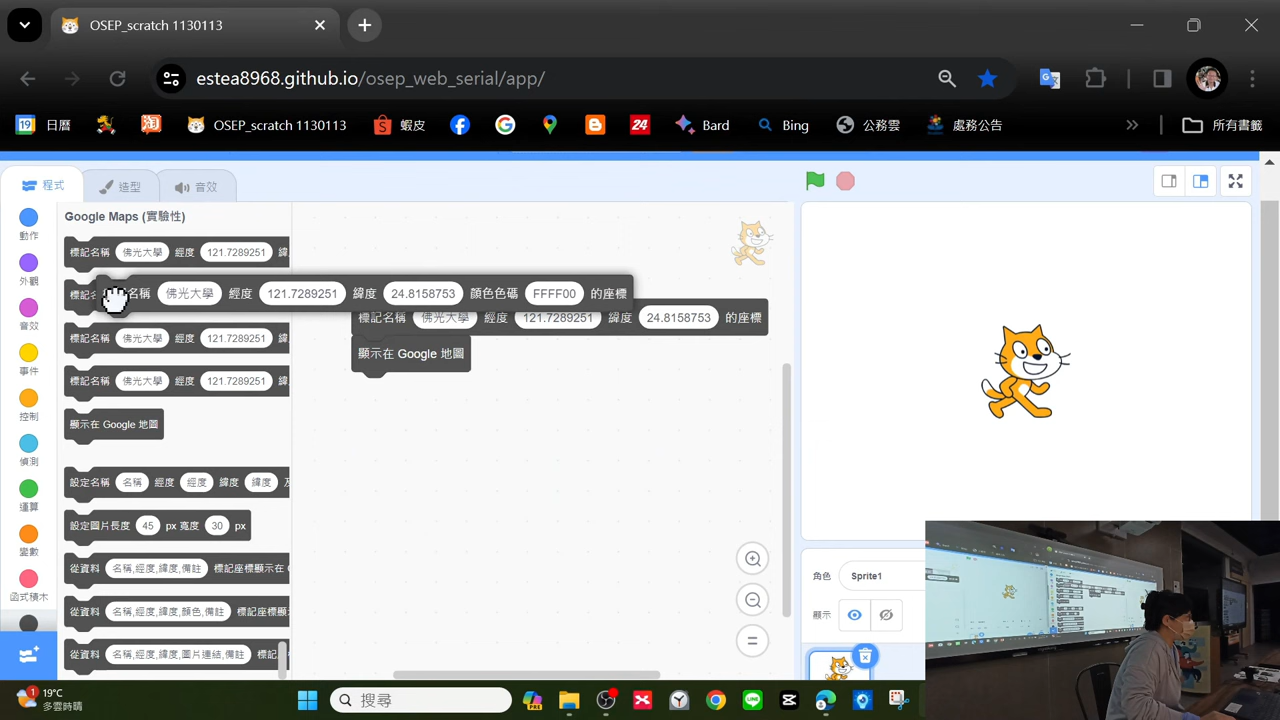 OSEP_scratch 1130113
estea8968.github.io/osep_web_serial/app/
19 日曆 淘 OSEP_scratch 1130113 蝦皮 24 Bard Bing 公務雲 處務公告 所有書籤
程式 造型 音效
Google Maps (實驗性)
動作
外觀
音效
事件
控制
偵測
運算
變數
函式積木
標記名稱 佛光大學 經度 121.7289251 緯
標記名
名稱 佛光大學 經度 121.7289251 緯度 24.8158753 顏色色碼 FFFF00 的座標
標記名稱 佛光大學 經度 121.7289251 緯度 24.8158753 的座標
標記名稱 佛光大學 經度 121.7289251 緯
顯示在 Google 地圖
標記名稱 佛光大學 經度 121.7289251 緯
顯示在 Google 地圖
設定名稱 名稱 經度 經度 緯度 緯度 及
設定圖片長度 45 px 寬度 30 px
從資料 名稱,經度,緯度,備註 標記座標顯示在 G
從資料 名稱,經度,緯度,顏色,備註 標記座標顯示
從資料 名稱,經度,緯度,圖片連結,備註 標記
角色 Sprite1
顯示
1 19°C
多雲時晴
搜尋
PRE